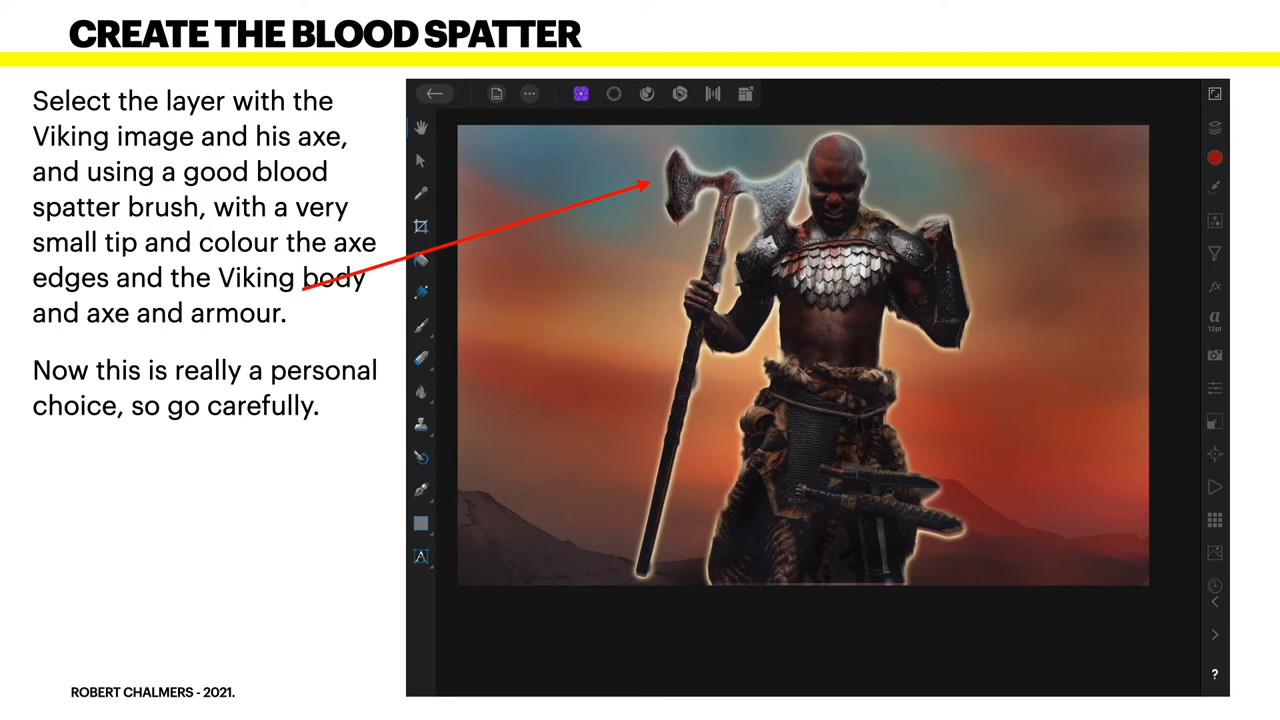 CREATE THE BLOOD SPATTER
Select the layer with the
Viking image and his axe,
and using a good blood
spatter brush, with a very
small tip and colour the axe
edges and the Viking body
and axe and armour.
Now this is really a personal
choice, so go carefully.
fx
a
12pt
A
?
ROBERT CHALMERS - 2021.